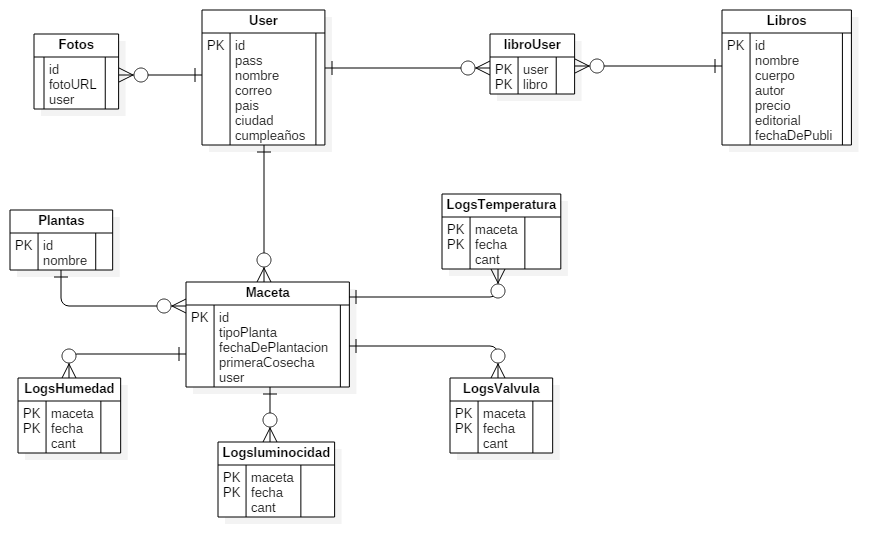 User
PK id
pass
nombre
correo
pais
ciudad
cumpleaños
Fotos
id
fotoURL
user
libroUser
PK user
PK libro
Libros
PK id
nombre
cuerpo
autor
precio
editorial
fechaDePubli
Plantas
PK id
nombre
LogsTemperatura
PK maceta
PK fecha
cant
Maceta
PK id
tipoPlanta
fechaDePlantacion
primeraCosecha
user
LogsHumedad
PK maceta
PK fecha
cant
LogsValvula
PK maceta
PK fecha
cant
Logsluminocidad
PK maceta
PK fecha
cant